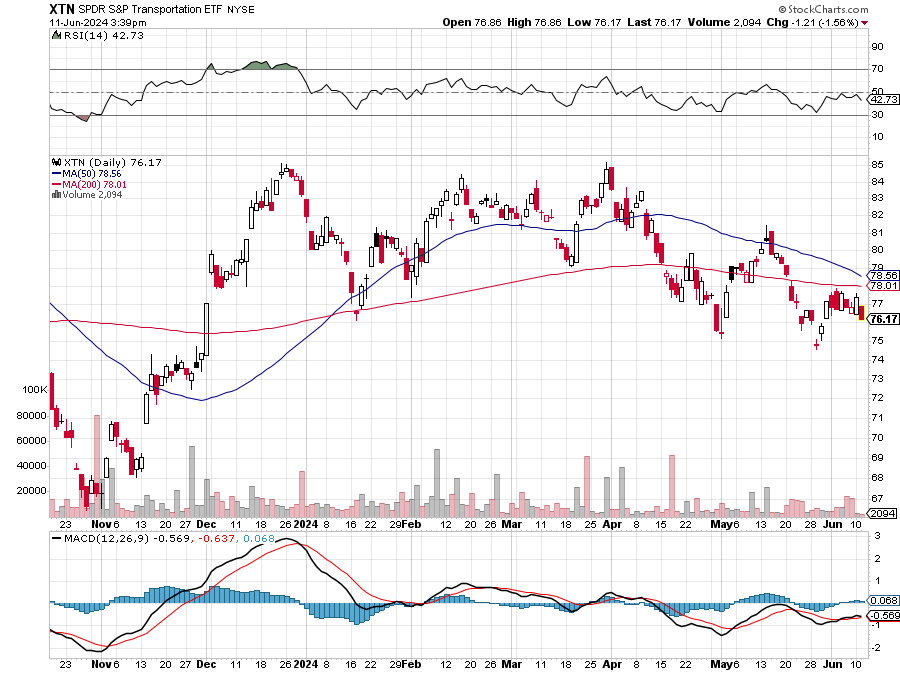 XTN SPDR S&P Transportation ETF NYSE
© StockCharts.com
11-Jun-2024 3:39pm
Open 76.86 High 76.86 Low 76.17 Last 76.17 Volume 2,094 Chg -1.21 (-1.56%)
RSI(14) 42.73
90
70
50
42.73
30
10
XTN (Daily) 76.17
MA(50) 78.56
MA(200) 78.01
Volume 2,094
85
84
83
82
81
80
79
78.56
78.01
77
76.17
75
74
73
72
71
70
69
68
67
2094
100K
80000
60000
40000
20000
23 Nov 6 13 20 27 Dec 11 18 26 2024 8 16 22 29 Feb 12 20 26 Mar 11 18 25 Apr 8 15 22 May 6 13 20 28 Jun 10
MACD(12,26,9) -0.569, -0.637, 0.068
3
2
1
0.068
-0.569
-1
-2
23 Nov 6 13 20 27 Dec 11 18 26 2024 8 16 22 29 Feb 12 20 26 Mar 11 18 25 Apr 8 15 22 May 6 13 20 28 Jun 10